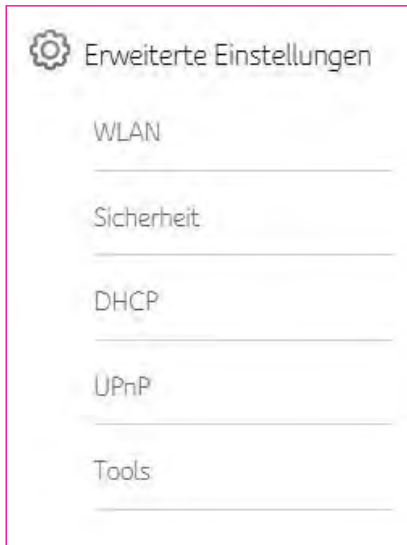 Erweiterte Einstellungen
WLAN
Sicherheit
DHCP
UPnP
Tools